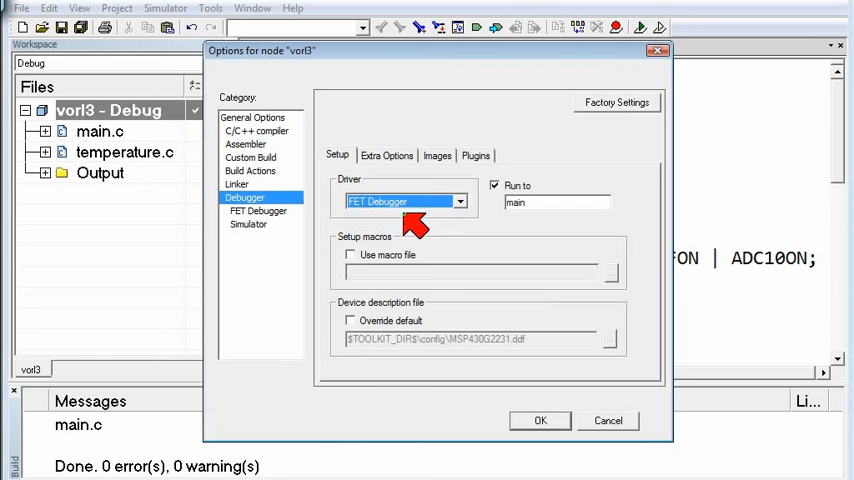 File Edit View Project Simulator Tools Window Help
Workspace
Debug
Files
vorl3 - Debug
main.c
temperature.c
Output
vorl3
Options for node "vorl3"
Category:
General Options
C/C++ compiler
Assembler
Custom Build
Build Actions
Linker
Debugger
FET Debugger
Simulator
Factory Settings
Setup Extra Options Images Plugins
Driver
FET Debugger
Run to
main
Setup macros
Use macro file
...
Device description file
Override default
$TOOLKIT_DIR$\config\MSP430G2231.ddf
...
OK Cancel
FON | ADC10ON;
Messages Li...
main.c
Done. 0 error(s), 0 warning(s)
Build